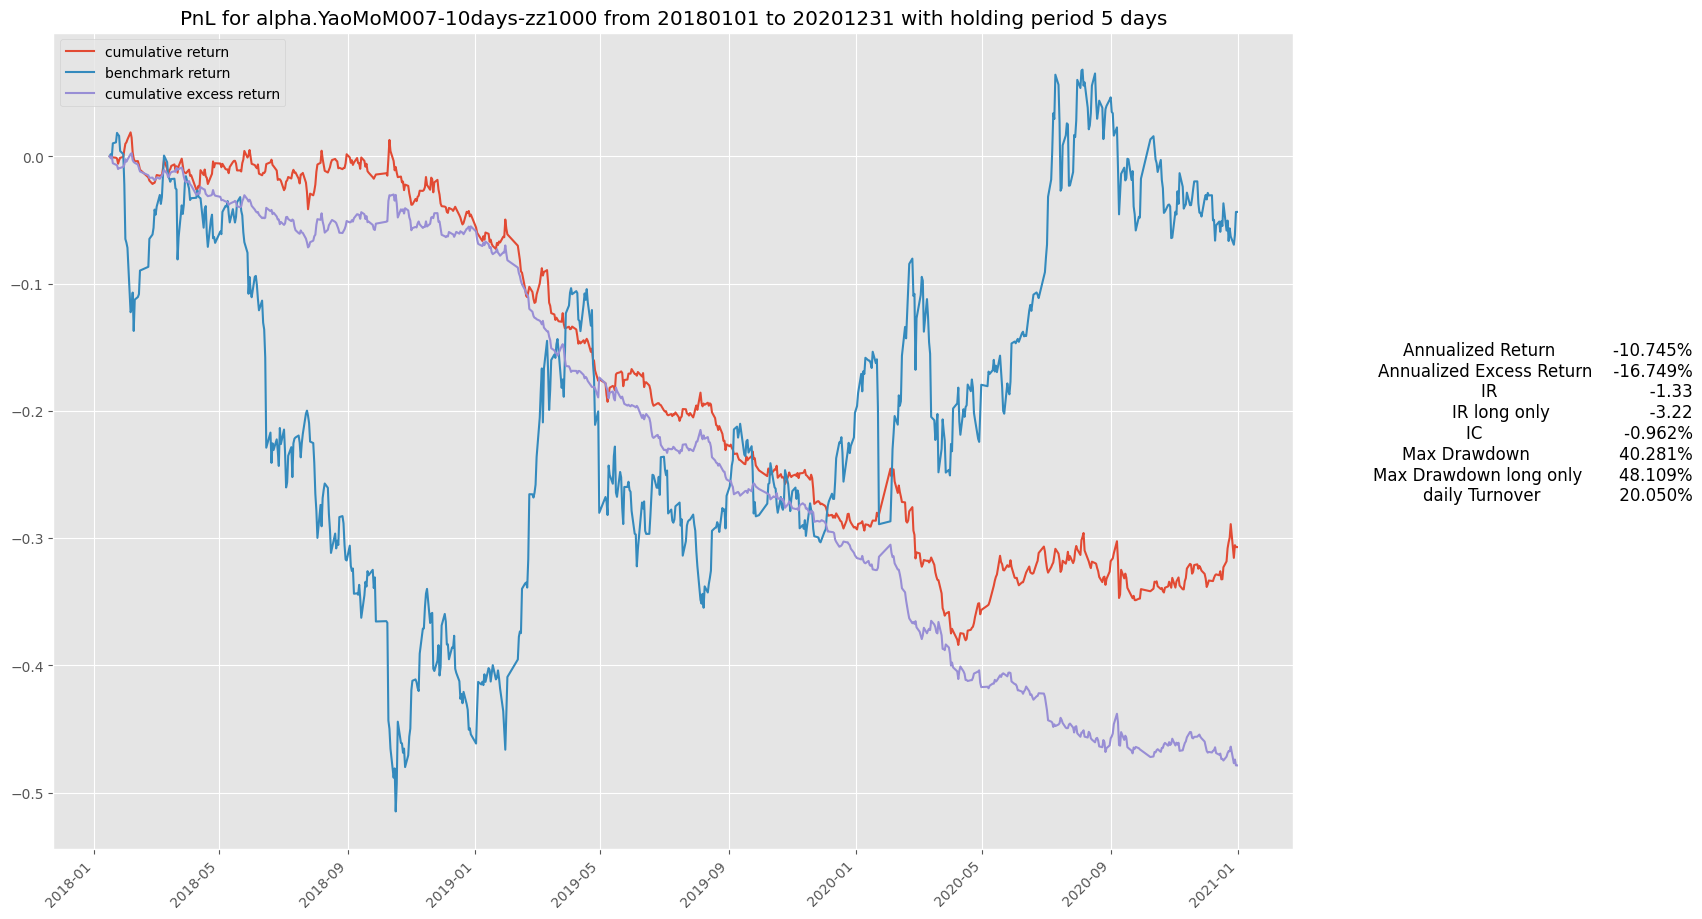 PnL for alpha.YaoMoM007-10days-zz1000 from 20180101 to 20201231 with holding period 5 days
cumulative return
benchmark return
cumulative excess return
0.0
−0.1
−0.2
−0.3
−0.4
−0.5
2018-01
2018-05
2018-09
2019-01
2019-05
2019-09
2020-01
2020-05
2020-09
2021-01
Annualized Return -10.745%
Annualized Excess Return -16.749%
IR -1.33
IR long only -3.22
IC -0.962%
Max Drawdown 40.281%
Max Drawdown long only 48.109%
daily Turnover 20.050%